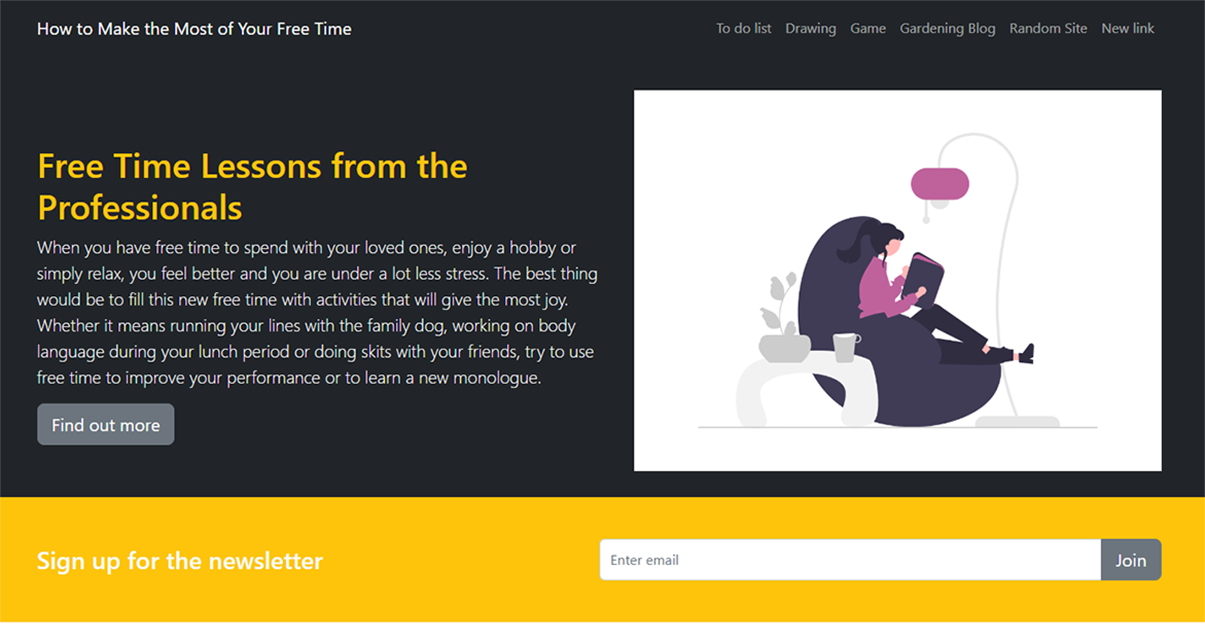 How to Make the Most of Your Free Time
To do list Drawing Game Gardening Blog Random Site New link
Free Time Lessons from the
Professionals
When you have free time to spend with your loved ones, enjoy a hobby or
simply relax, you feel better and you are under a lot less stress. The best thing
would be to fill this new free time with activities that will give the most joy.
Whether it means running your lines with the family dog, working on body
language during your lunch period or doing skits with your friends, try to use
free time to improve your performance or to learn a new monologue.
Find out more
Sign up for the newsletter
Enter email
Join